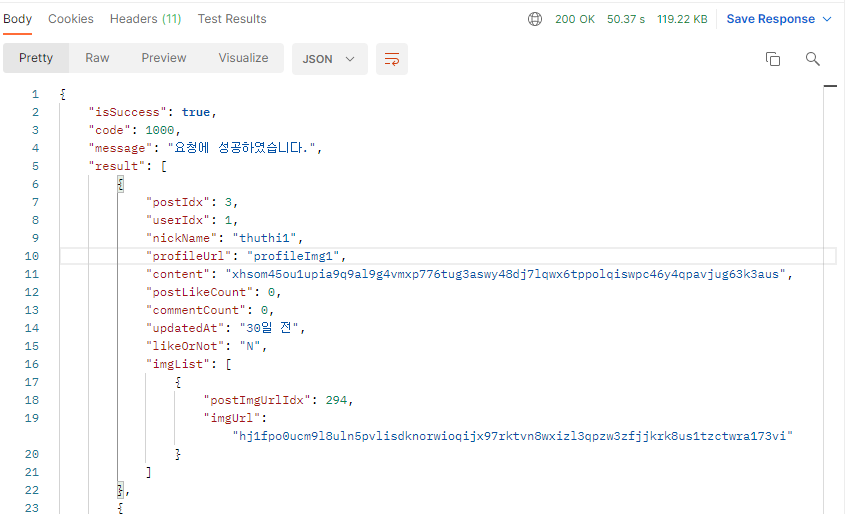 Body Cookies Headers (11) Test Results 200 OK 50.37 s 119.22 KB Save Response
Pretty Raw Preview Visualize JSON
1 {
2 "isSuccess": true,
3 "code": 1000,
4 "message": "요청에 성공하였습니다.",
5 "result": [
6 {
7 "postIdx": 3,
8 "userIdx": 1,
9 "nickName": "thuthi1",
10 "profileUrl": "profileImg1",
11 "content": "xhsom45ou1upia9q9al9g4vmxp776tug3aswy48dj7lqwx6tppolqiswpc46y4qpavjug63k3aus",
12 "postLikeCount": 0,
13 "commentCount": 0,
14 "updatedAt": "30일 전",
15 "likeOrNot": "N",
16 "imgList": [
17 {
18 "postImgUrlIdx": 294,
19 "imgUrl":
"hj1fpo0ucm9l8uln5pvlisdknorwioqijx97rktvn8wxizl3qpzw3zfjjkrk8us1tzctwra173vi"
20 }
21 ]
22 },
23 {